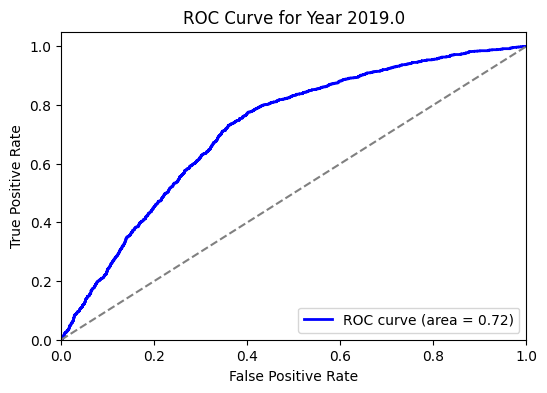 ROC Curve for Year 2019.0
1.0
0.8
0.6
0.4
0.2
0.0
True Positive Rate
ROC curve (area = 0.72)
0.0 0.2 0.4 0.6 0.8 1.0
False Positive Rate